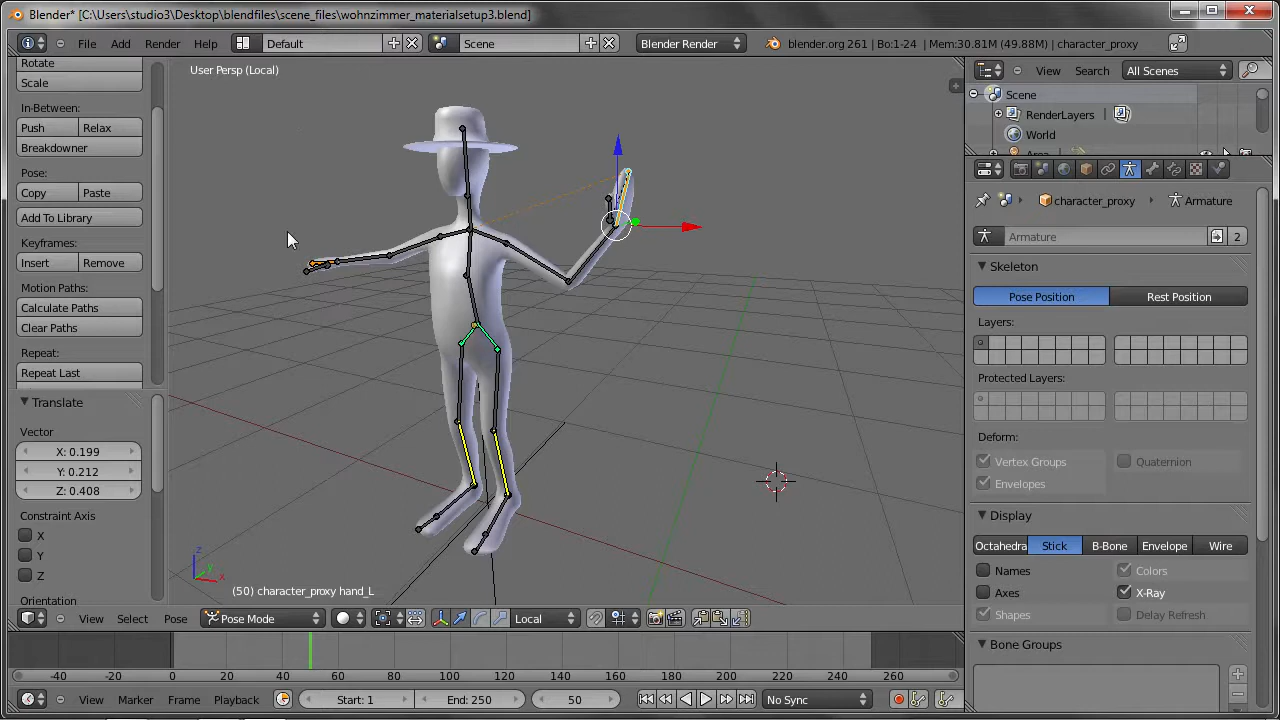 Blender* [C:\Users\studio3\Desktop\blendfiles\scene_files\wohnzimmer_materialsetup3.blend]
File Add Render Help Default Scene Blender Render blender.org 261 | Bo:1-24 | Mem:30.81M (49.88M) | character_proxy
Rotate
Scale
In-Between:
Push Relax
Breakdowner
Pose:
Copy Paste
Add To Library
Keyframes:
Insert Remove
Motion Paths:
Calculate Paths
Clear Paths
Repeat:
Repeat Last
Translate
Vector
X: 0.199
Y: 0.212
Z: 0.408
Constraint Axis
X
Y
Z
Orientation
User Persp (Local)
z
y
x
(50) character_proxy hand_L
View Select Pose Pose Mode Local
-40 -20 0 20 40 60 80 100 120 140 160 180 200 220 240 260
View Marker Frame Playback Start: 1 End: 250 50 No Sync
View Search All Scenes
Scene
RenderLayers
World
character_proxy Armature
Armature 2
Skeleton
Pose Position Rest Position
Layers:
Protected Layers:
Deform:
Vertex Groups Quaternion
Envelopes
Display
Octahedra Stick B-Bone Envelope Wire
Names Colors
Axes X-Ray
Shapes Delay Refresh
Bone Groups